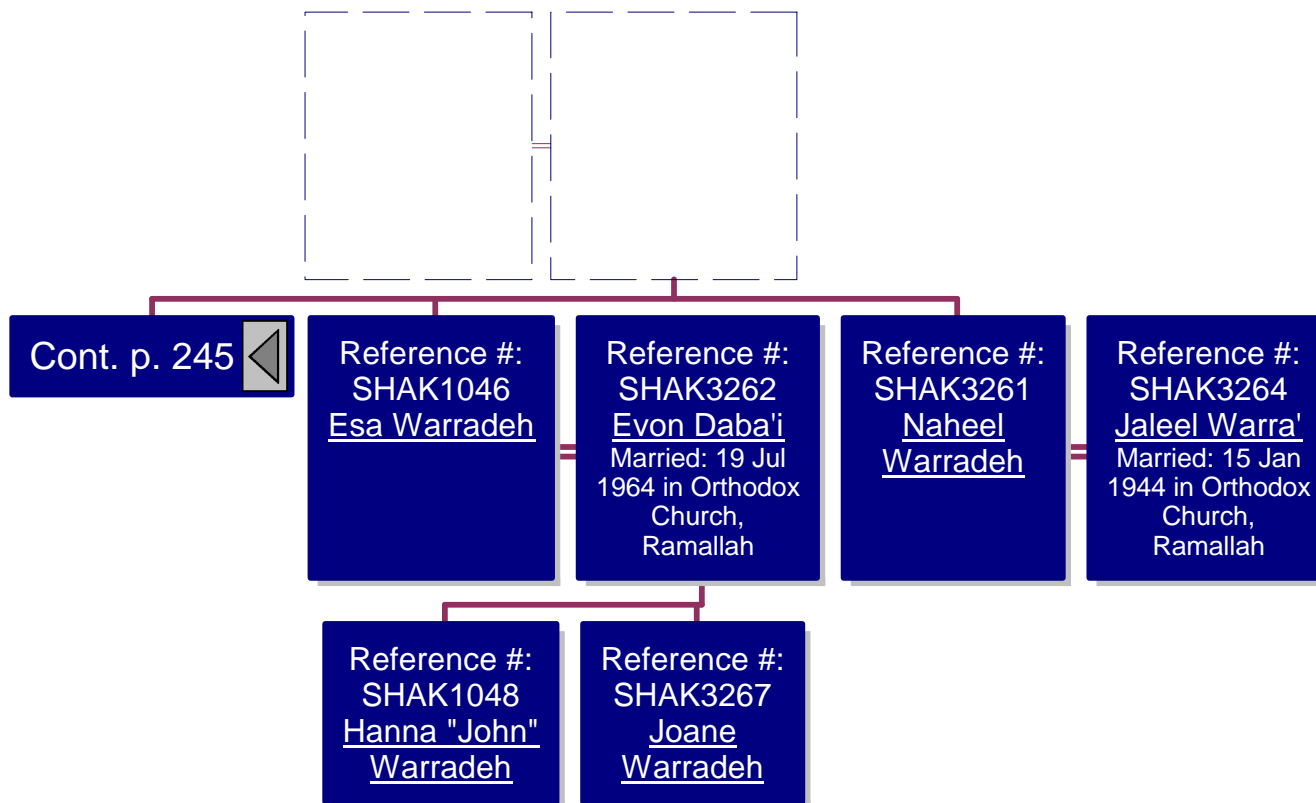 Cont. p. 245
Reference #:
SHAK1046
Esa Warradeh
Reference #:
SHAK3262
Evon Daba'i
Married: 19 Jul
1964 in Orthodox
Church,
Ramallah
Reference #:
SHAK3261
Naheel
Warradeh
Reference #:
SHAK3264
Jaleel Warra'
Married: 15 Jan
1944 in Orthodox
Church,
Ramallah
Reference #:
SHAK1048
Hanna "John"
Warradeh
Reference #:
SHAK3267
Joane
Warradeh